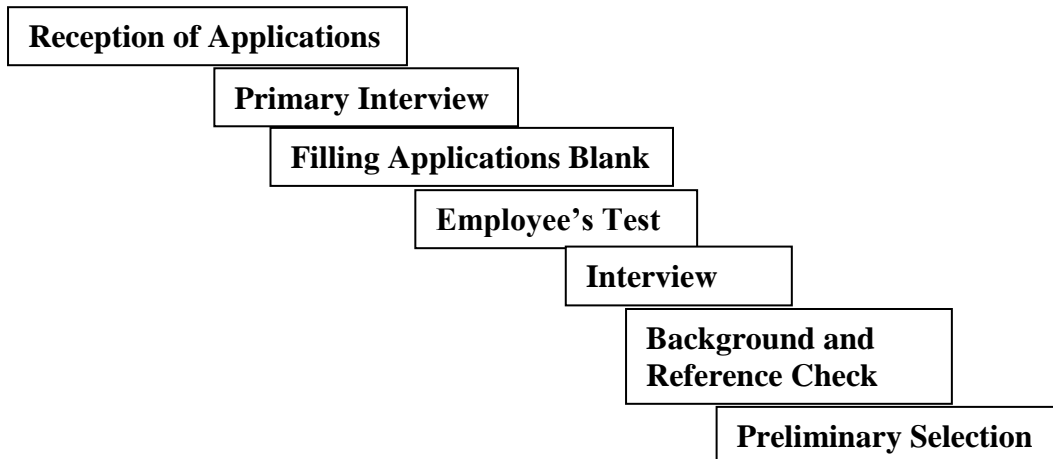 Reception of Applications
Primary Interview
Filling Applications Blank
Employee’s Test
Interview
Background and
Reference Check
Preliminary Selection